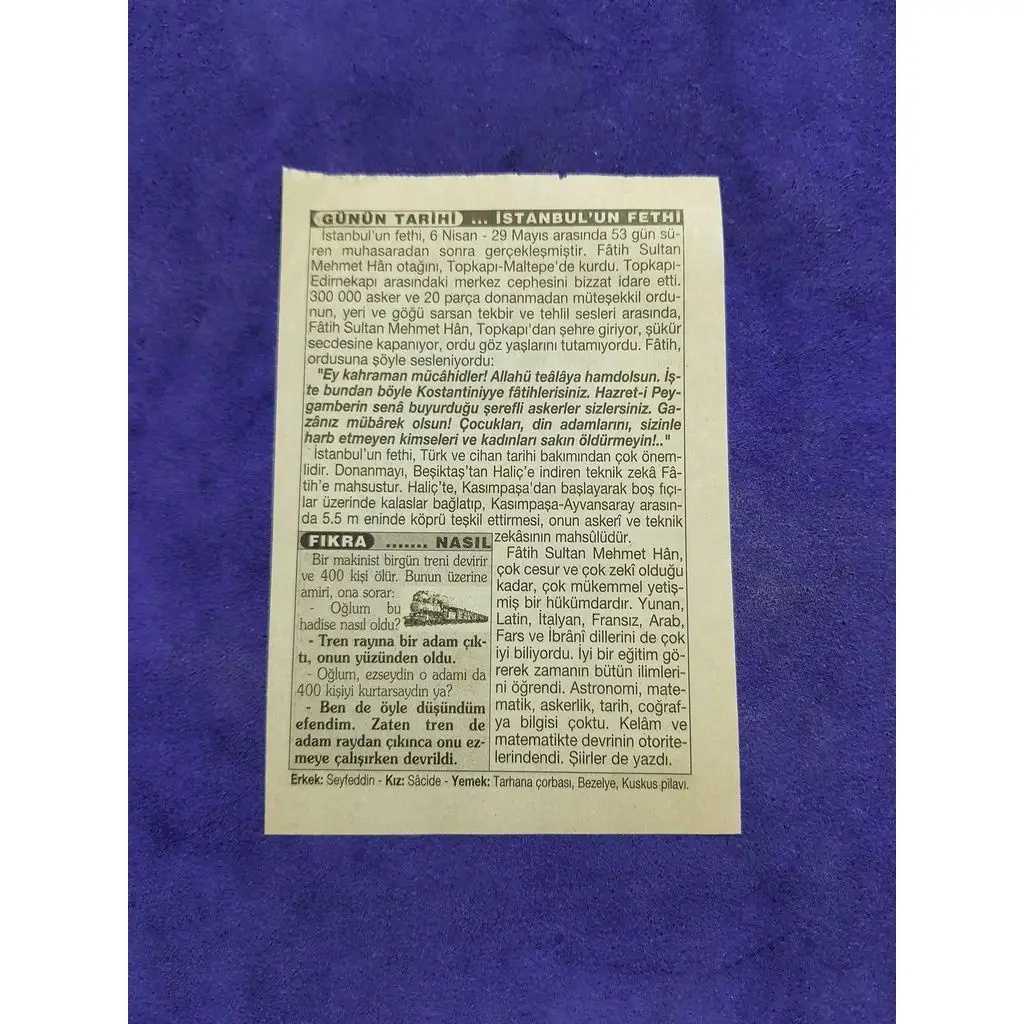 GÜNÜN TARİHİ ... İSTANBUL'UN FETHİ
İstanbul'un fethi, 6 Nisan - 29 Mayıs arasında 53 gün sü-
ren muhasaradan sonra gerçekleşmiştir. Fâtih Sultan
Mehmet Hân otağını, Topkapı-Maltepe'de kurdu. Topkapı-
Edirnekapı arasındaki merkez cephesini bizzat idare etti.
300 000 asker ve 20 parça donanmadan müteşekkil ordu-
nun, yeri ve göğü sarsan tekbir ve tehlil sesleri arasında,
Fâtih Sultan Mehmet Hân, Topkapı'dan şehre giriyor, şükür
secdesine kapanıyor, ordu göz yaşlarını tutamıyordu. Fâtih,
ordusuna şöyle sesleniyordu:
"Ey kahraman mücâhidler! Allahü teâlâya hamdolsun. İş-
te bundan böyle Kostantiniyye fâtihlerisiniz. Hazret-i Pey-
gamberin senâ buyurduğu şerefli askerler sizlersiniz. Ga-
zânız mübârek olsun! Çocukları, din adamlarını, sizinle
harb etmeyen kimseleri ve kadınları sakın öldürmeyin!.."
İstanbul'un fethi, Türk ve cihan tarihi bakımından çok önem-
lidir. Donanmayı, Beşiktaş'tan Haliç'e indiren teknik zekâ Fâ-
tih'e mahsustur. Haliç'te, Kasımpaşa'dan başlayarak boş fıçı-
lar üzerinde kalaslar bağlatıp, Kasımpaşa-Ayvansaray arasın-
da 5.5 m eninde köprü teşkil ettirmesi, onun askerî ve teknik
zekâsının mahsûlüdür.
Fâtih Sultan Mehmet Hân,
çok cesur ve çok zekî olduğu
kadar, çok mükemmel yetiş-
miş bir hükümdardır. Yunan,
Latin, İtalyan, Fransız, Arab,
Fars ve İbrânî dillerini de çok
iyi biliyordu. İyi bir eğitim gö-
rerek zamanın bütün ilimleri-
ni öğrendi. Astronomi, mate-
matik, askerlik, tarih, coğraf-
ya bilgisi çoktu. Kelâm ve
matematikte devrinin otorite-
lerindendi. Şiirler de yazdı.
FIKRA ....... NASIL
Bir makinist birgün treni devirir
ve 400 kişi ölür. Bunun üzerine
amiri, ona sorar:
- Oğlum bu
hadise nasıl oldu?
- Tren rayına bir adam çık-
tı, onun yüzünden oldu.
- Oğlum, ezseydin o adamı da
400 kişiyi kurtarsaydın ya?
- Ben de öyle düşündüm
efendim. Zaten tren de
adam raydan çıkınca onu ez-
meye çalışırken devrildi.
Erkek: Seyfeddin - Kız: Sâcide - Yemek: Tarhana çorbası, Bezelye, Kuskus pilavı.